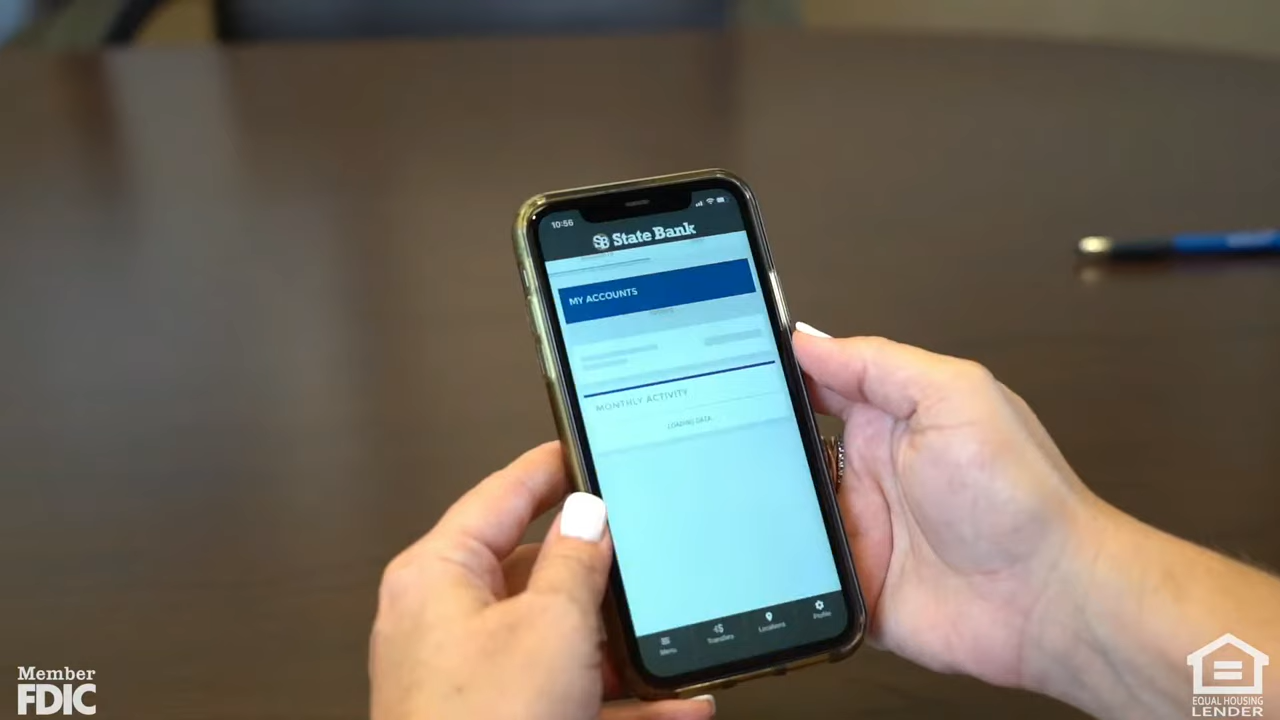 10:56
SB State Bank
MY ACCOUNTS
MONTHLY ACTIVITY
LOADING DATA
Menu
Transfers
Locations
Profile
Member
FDIC
EQUAL HOUSING
LENDER